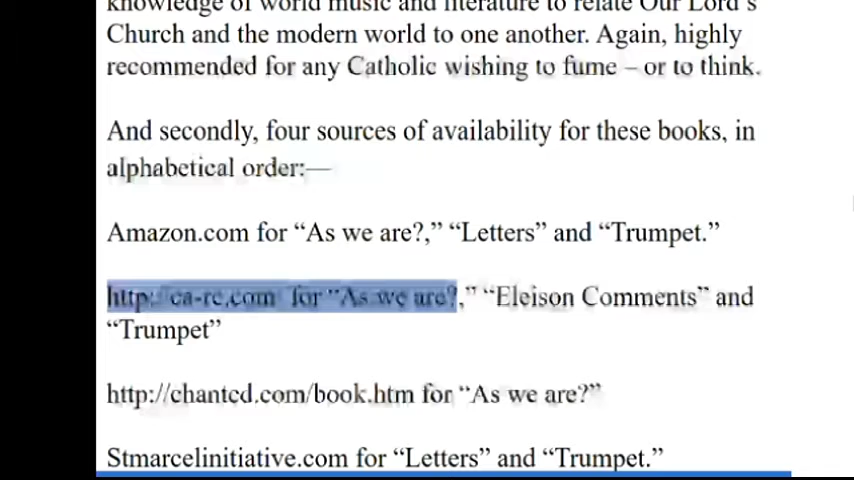 knowledge of world music and literature to relate Our Lord's
Church and the modern world to one another. Again, highly
recommended for any Catholic wishing to fume – or to think.
And secondly, four sources of availability for these books, in
alphabetical order:—
Amazon.com for “As we are?,” “Letters” and “Trumpet.”
http://ca-rc.com for “As we are?,” “Eleison Comments” and
“Trumpet”
http://chantcd.com/book.htm for “As we are?”
Stmarcelinitiative.com for “Letters” and “Trumpet.”